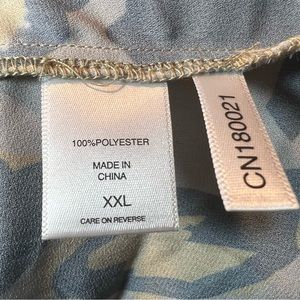 100%POLYESTER
MADE IN
CHINA
XXL
CARE ON REVERSE
CN180021